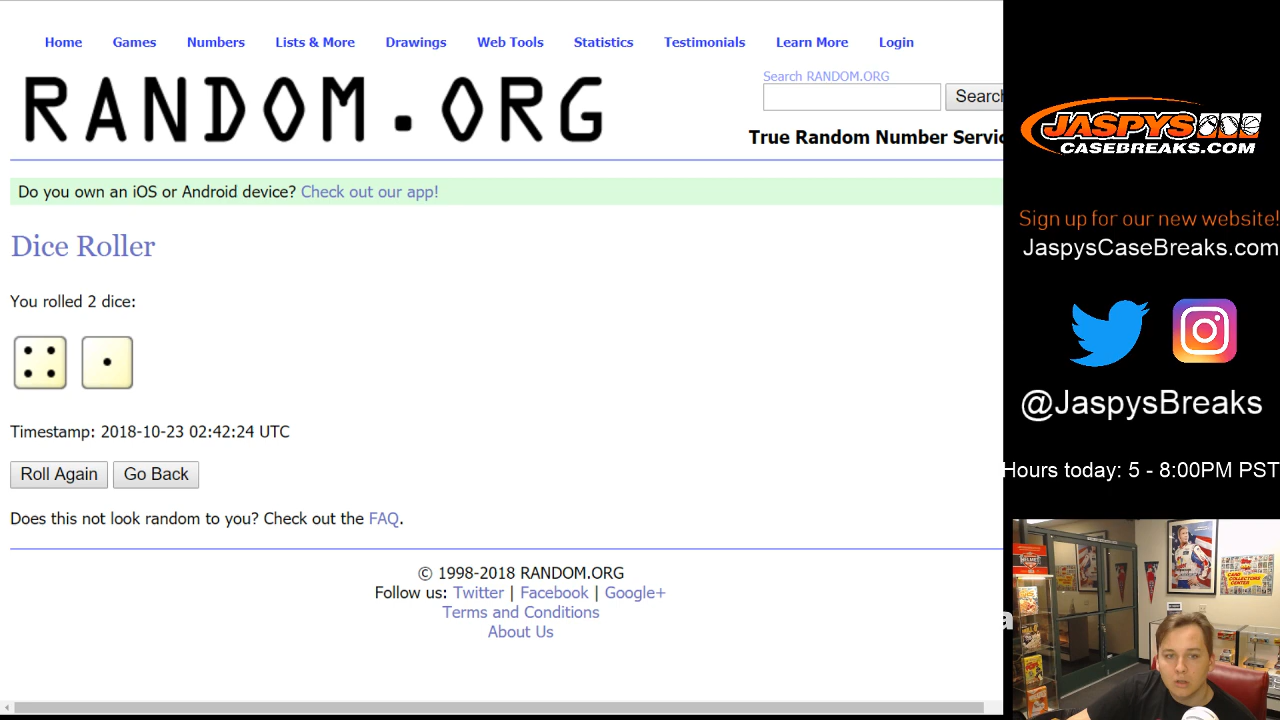 Home Games Numbers Lists & More Drawings Web Tools Statistics Testimonials Learn More Login
RANDOM.ORG
Search RANDOM.ORG
Search
True Random Number Servic
Do you own an iOS or Android device? Check out our app!
Dice Roller
You rolled 2 dice:
Timestamp: 2018-10-23 02:42:24 UTC
Roll Again Go Back
Does this not look random to you? Check out the FAQ.
© 1998-2018 RANDOM.ORG
Follow us: Twitter | Facebook | Google+
Terms and Conditions
About Us
JASPYS
CASEBREAKS.COM
Sign up for our new website!
JaspysCaseBreaks.com
@JaspysBreaks
Hours today: 5 - 8:00PM PST